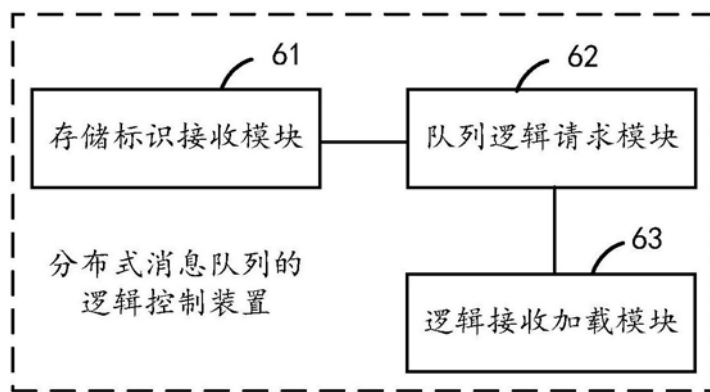 61
62
存储标识接收模块
队列逻辑请求模块
63
分布式消息队列的
逻辑控制装置
逻辑接收加载模块